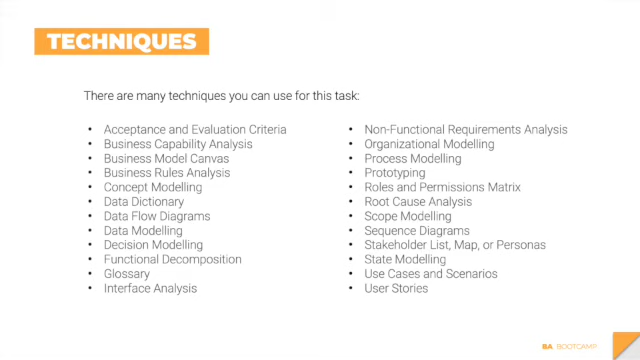 TECHNIQUES
There are many techniques you can use for this task:
• Acceptance and Evaluation Criteria
• Business Capability Analysis
• Business Model Canvas
• Business Rules Analysis
• Concept Modelling
• Data Dictionary
• Data Flow Diagrams
• Data Modelling
• Decision Modelling
• Functional Decomposition
• Glossary
• Interface Analysis
• Non-Functional Requirements Analysis
• Organizational Modelling
• Process Modelling
• Prototyping
• Roles and Permissions Matrix
• Root Cause Analysis
• Scope Modelling
• Sequence Diagrams
• Stakeholder List, Map, or Personas
• State Modelling
• Use Cases and Scenarios
• User Stories
BA BOOTCAMP